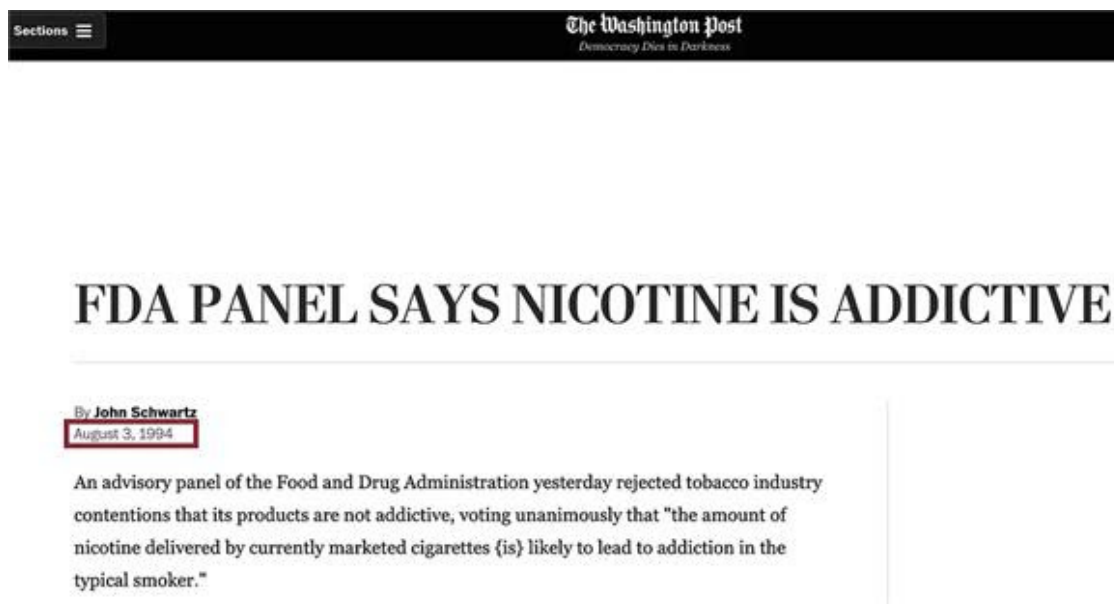 Sections
The Washington Post
Democracy Dies in Darkness
FDA PANEL SAYS NICOTINE IS ADDICTIVE
By John Schwartz
August 3, 1994
An advisory panel of the Food and Drug Administration yesterday rejected tobacco industry
contentions that its products are not addictive, voting unanimously that "the amount of
nicotine delivered by currently marketed cigarettes {is} likely to lead to addiction in the
typical smoker."